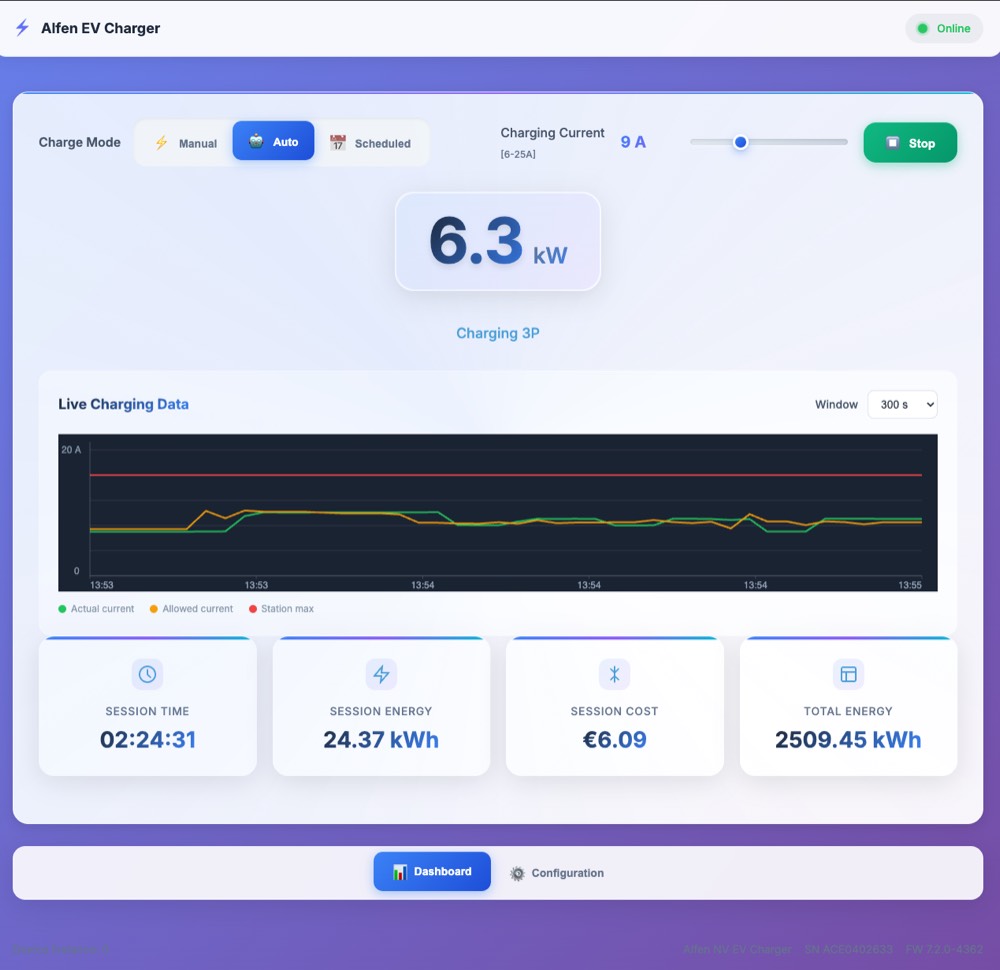 Alfen EV Charger
Online
Charge Mode
Manual
Auto
Scheduled
Charging Current
[6-25A]
9 A
Stop
6.3 kW
Charging 3P
Live Charging Data
Window
300 s
20 A
0
13:53 13:53 13:54 13:54 13:54 13:55
Actual current
Allowed current
Station max
SESSION TIME
02:24:31
SESSION ENERGY
24.37 kWh
SESSION COST
€6.09
TOTAL ENERGY
2509.45 kWh
Dashboard
Configuration
Alfen NV EV Charger SN ACE0402633 FW 7.2.0-4362